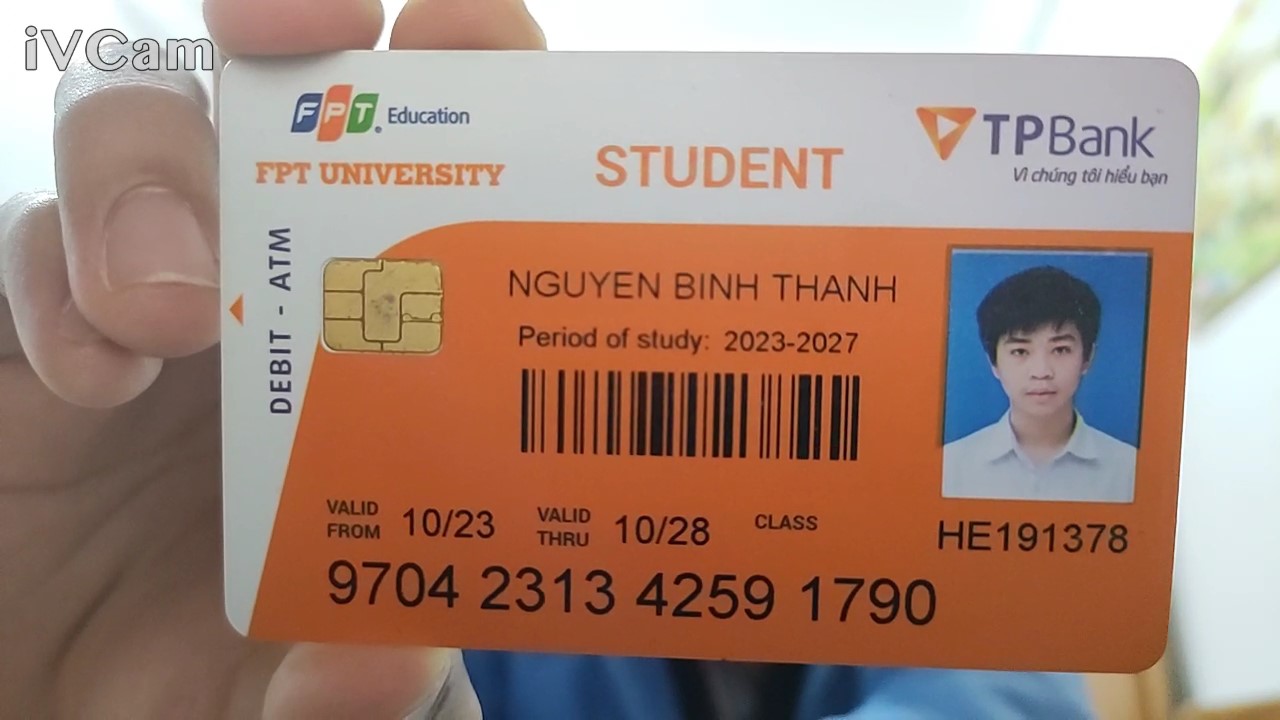 iVCam
FPT Education
FPT UNIVERSITY
STUDENT
TPBank
Vì chúng tôi hiểu bạn
DEBIT - ATM
NGUYEN BINH THANH
Period of study: 2023-2027
VALID FROM 10/23
VALID THRU 10/28
CLASS
HE191378
9704 2313 4259 1790